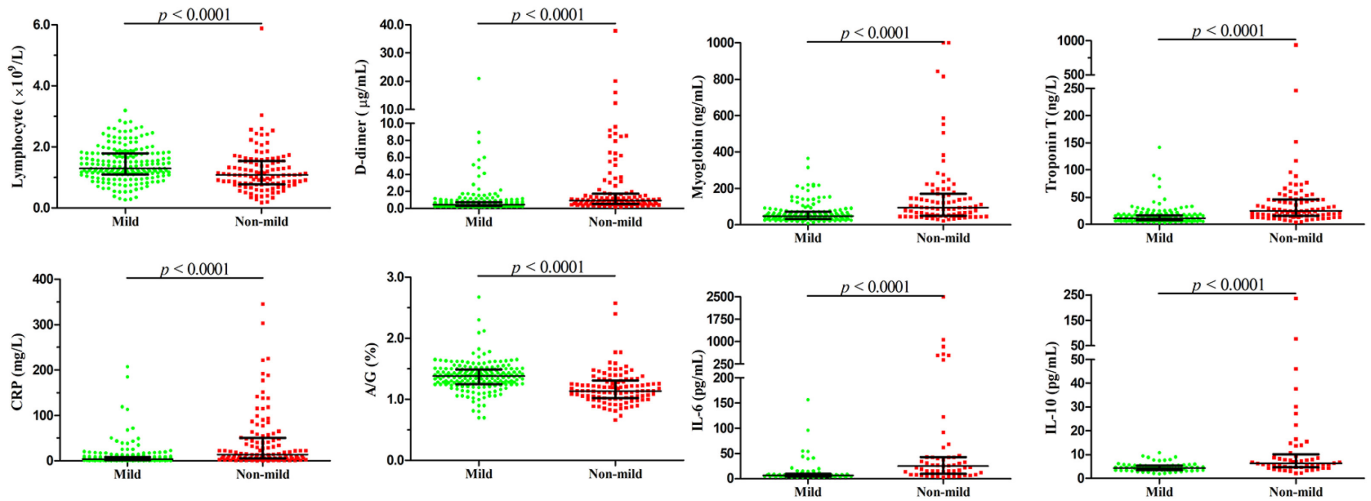 p < 0.0001
Lymphocyte (×10⁹/L)
6.0
4.0
2.0
0.0
Mild
Non-mild
p < 0.0001
D-dimer (μg/mL)
40.0
30.0
20.0
10.0
10.0
8.0
6.0
4.0
2.0
0.0
Mild
Non-mild
p < 0.0001
Myoglobin (ng/mL)
1000
800
600
400
200
0
Mild
Non-mild
p < 0.0001
Troponin T (ng/L)
1000
500
250
200
150
100
50
0
Mild
Non-mild
p < 0.0001
CRP (mg/L)
400
300
200
100
0
Mild
Non-mild
p < 0.0001
A/G (%)
3.0
2.0
1.0
0.0
Mild
Non-mild
p < 0.0001
IL-6 (pg/mL)
2500
1750
1000
250
200
150
100
50
0
Mild
Non-mild
p < 0.0001
IL-10 (pg/mL)
250
150
50
50
40
30
20
10
0
Mild
Non-mild